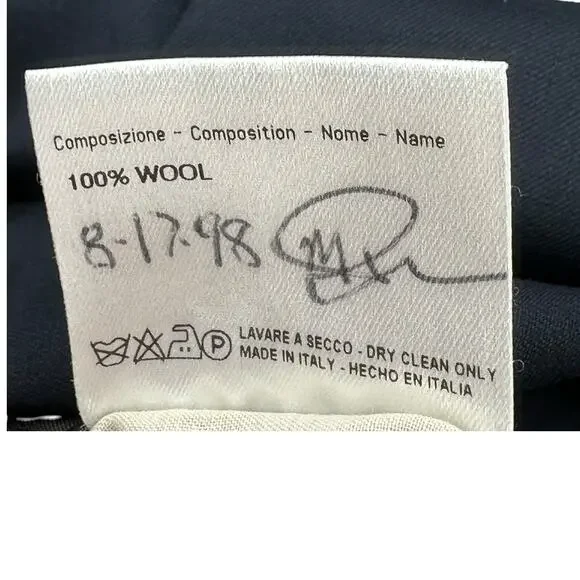 Composizione - Composition - Nome - Name
100% WOOL
8-17-98
P LAVARE A SECCO - DRY CLEAN ONLY
MADE IN ITALY - HECHO EN ITALIA